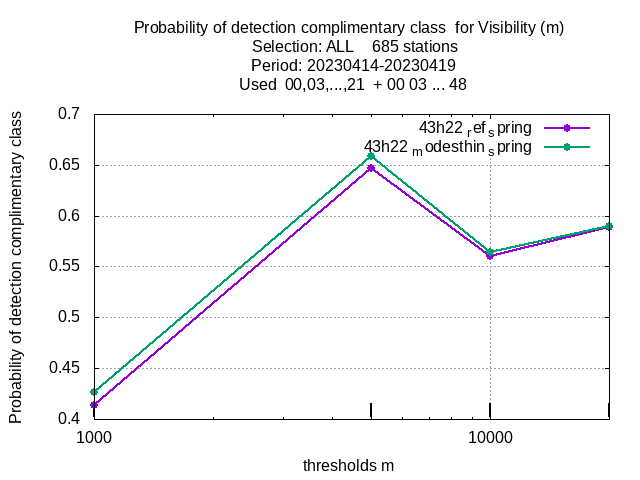 Probability of detection complimentary class  for Visibility (m)
Selection: ALL    685 stations
Period: 20230414-20230419
Used  00,03,...,21  + 00 03 ... 48
Probability of detection complimentary class
0.7
0.65
0.6
0.55
0.5
0.45
0.4
43h22 ref spring
43h22 modesthin spring
1000
10000
thresholds m